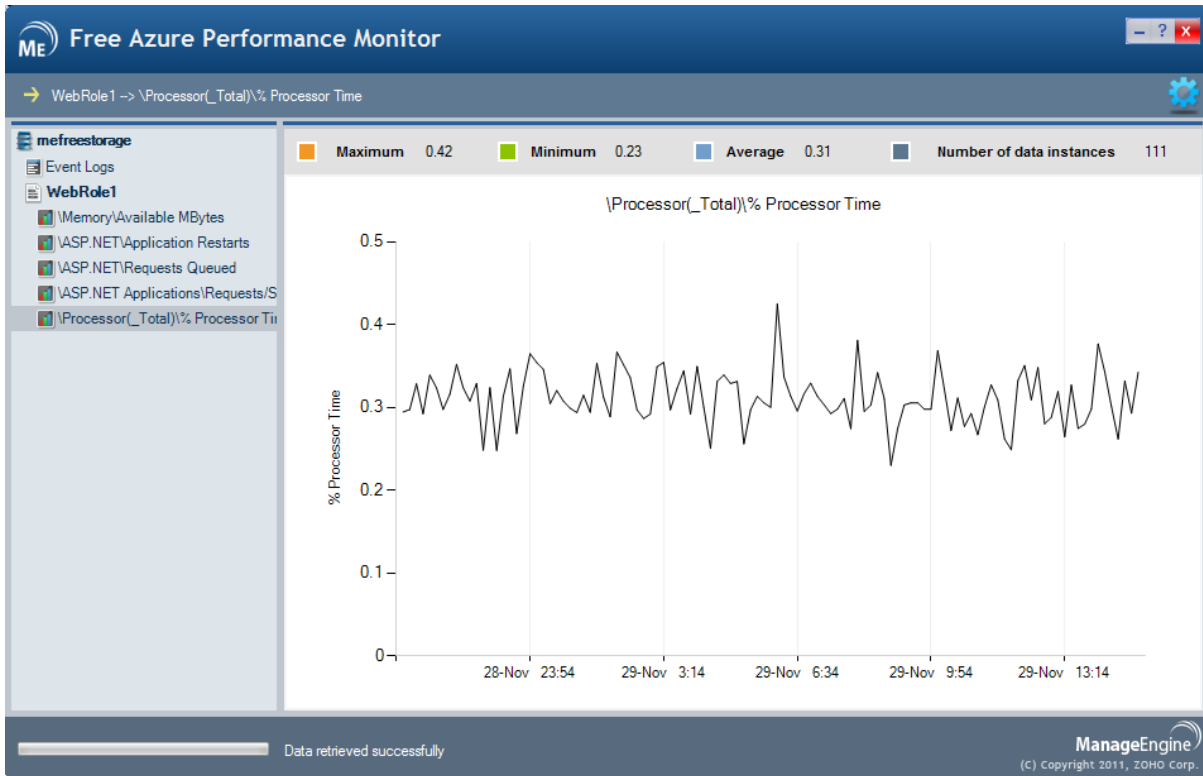 ME Free Azure Performance Monitor
WebRole1 --> \Processor(_Total)\% Processor Time
mefreestorage
Event Logs
WebRole1
\Memory\Available MBytes
\ASP.NET\Application Restarts
\ASP.NET\Requests Queued
\ASP.NET Applications\Requests/S
\Processor(_Total)\% Processor Tir
Maximum 0.42 Minimum 0.23 Average 0.31 Number of data instances 111
\Processor(_Total)\% Processor Time
% Processor Time
0.5
0.4
0.3
0.2
0.1
0
28-Nov 23:54 29-Nov 3:14 29-Nov 6:34 29-Nov 9:54 29-Nov 13:14
Data retrieved successfully
ManageEngine
(C) Copyright 2011, ZOHO Corp.